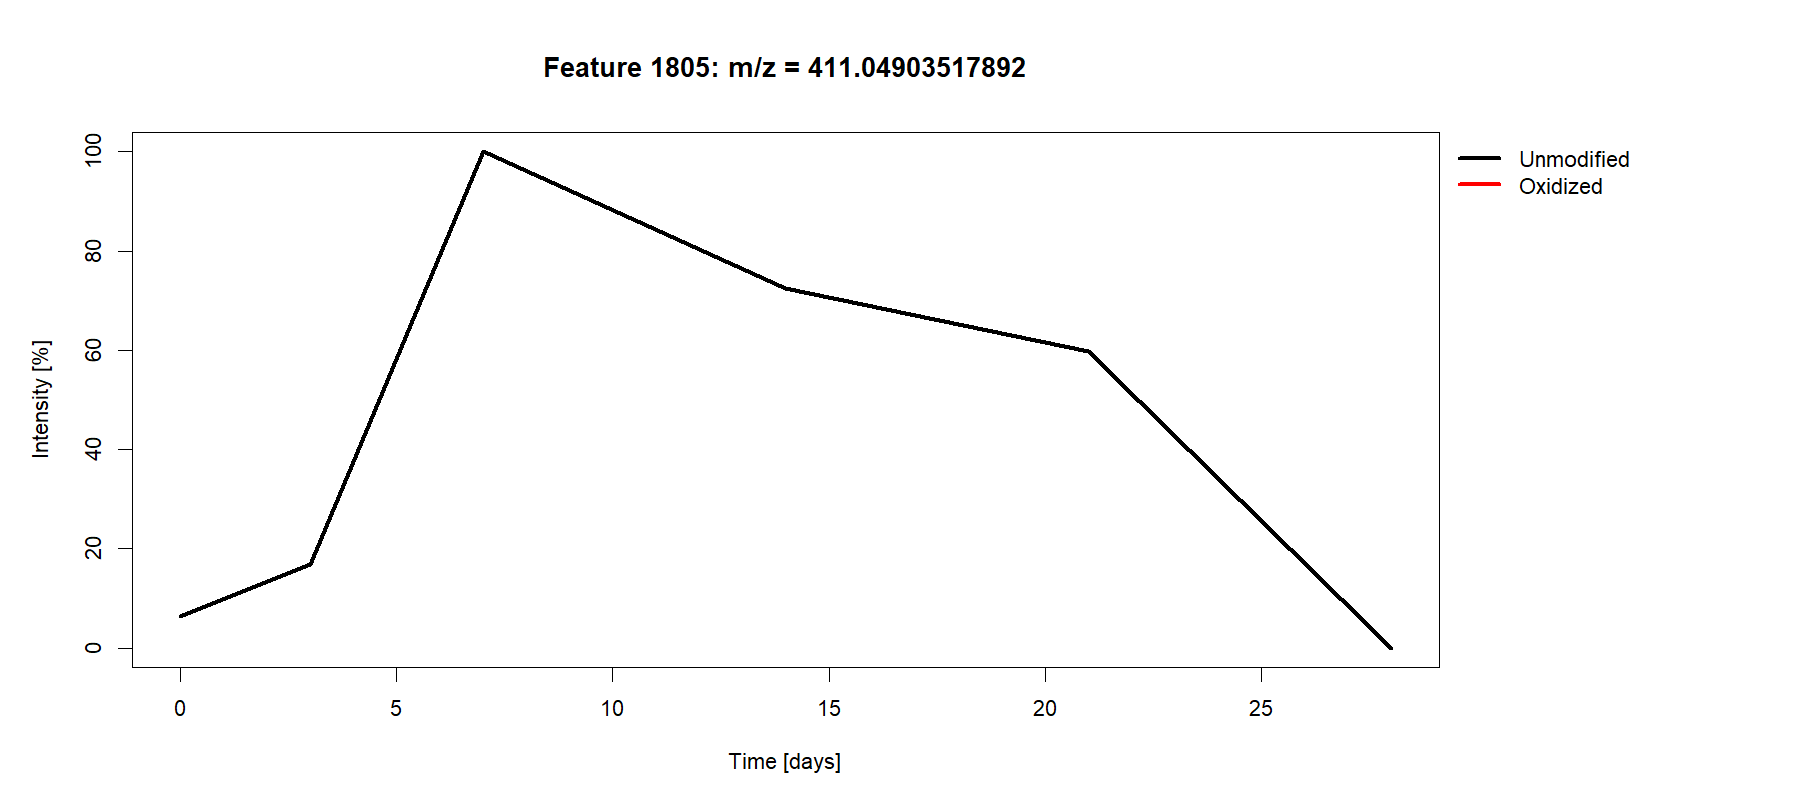 Feature 1805: m/z = 411.04903517892
Unmodified
Oxidized
Intensity [%]
100
80
60
40
20
0
0 5 10 15 20 25
Time [days]